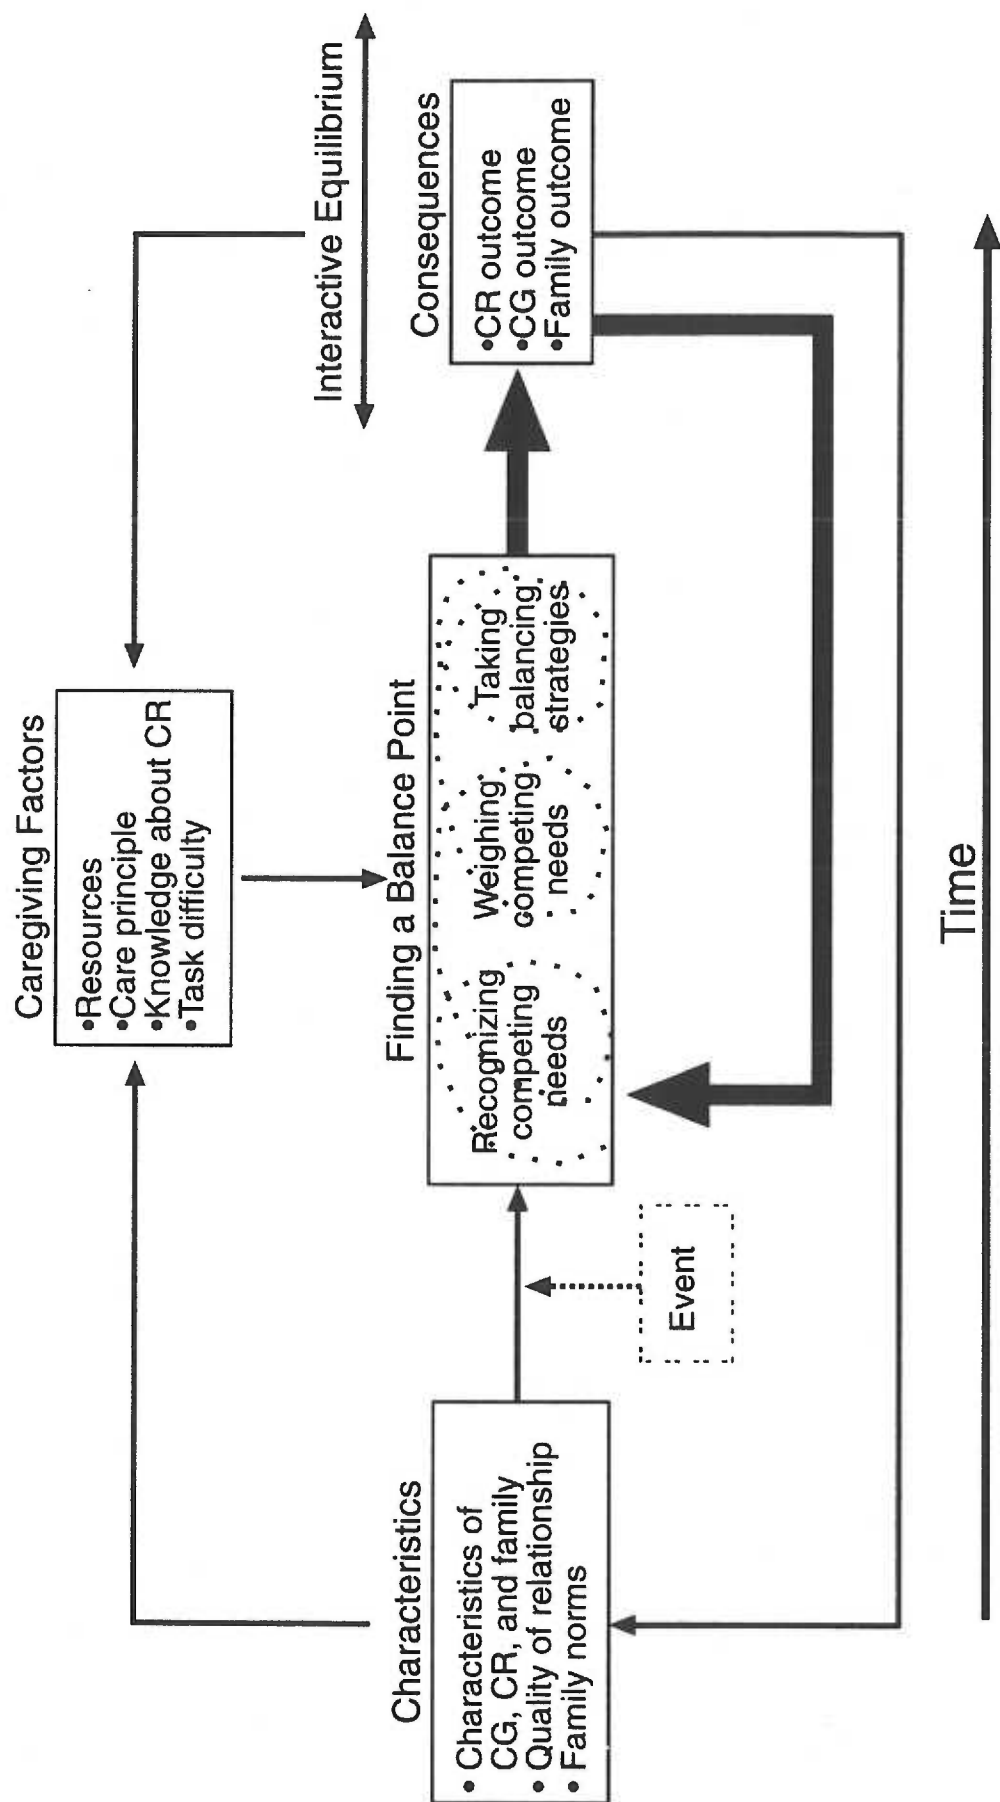 Caregiving Factors
•Resources
•Care principle
•Knowledge about CR
•Task difficulty
Interactive Equilibrium
Characteristics
• Characteristics of
CG, CR, and family
• Quality of relationship
• Family norms
Finding a Balance Point
Recognizing
competing
needs
Weighing
competing
needs
Taking
balancing
strategies
Consequences
•CR outcome
•CG outcome
•Family outcome
Event
Time